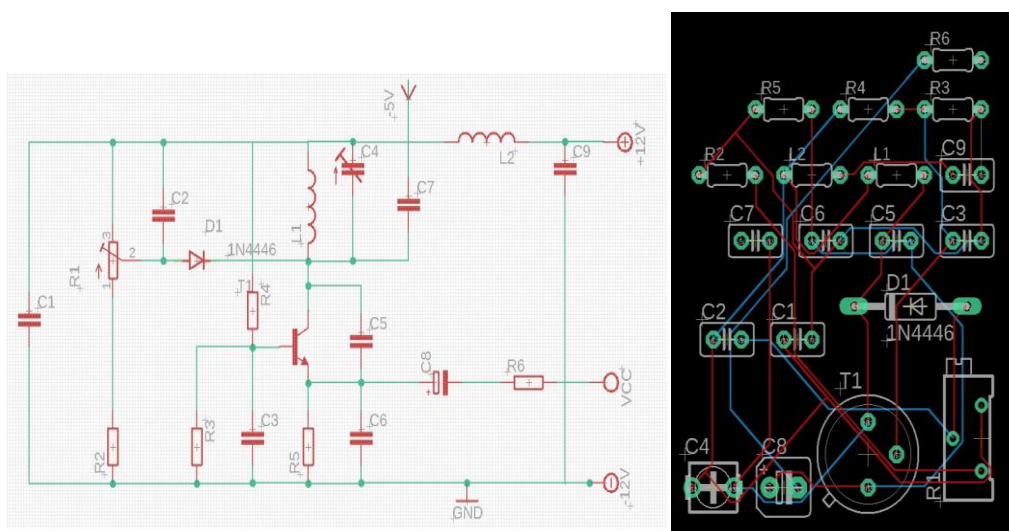 -5V
C4
L2
C9
+12V
C2
C7
D1
1N4446
L1
3
2
1
R1
T1
R4
C1
C5
C8
R6
VCC
R2
R3
C3
R5
C6
-12V
GND
R6
R5
R4
R3
R2
L2
L1
C9
C7
C6
C5
C3
D1
C2
C1
1N4446
T1
C4
C8
R1